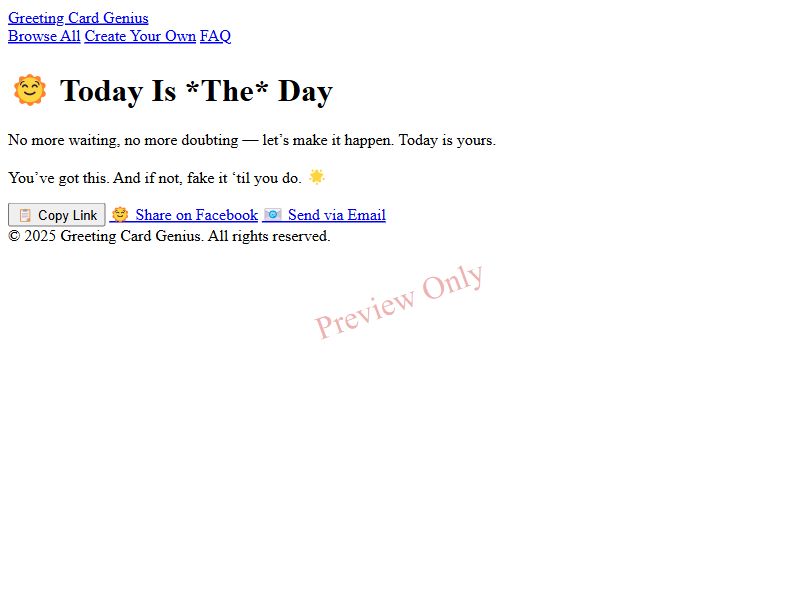 Greeting Card Genius
Browse All Create Your Own FAQ
🌞 Today Is *The* Day
No more waiting, no more doubting — let’s make it happen. Today is yours.
You’ve got this. And if not, fake it ‘til you do. 🌟
📋 Copy Link 🌞 Share on Facebook 📧 Send via Email
© 2025 Greeting Card Genius. All rights reserved.
Preview Only